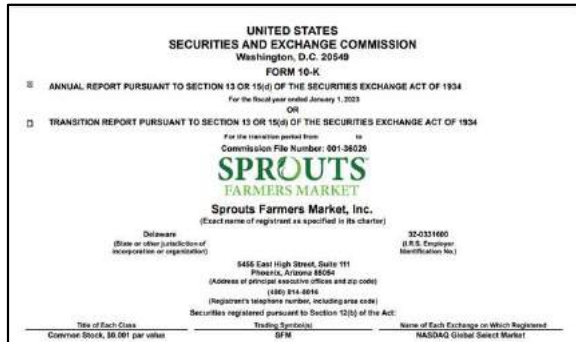 UNITED STATES
SECURITIES AND EXCHANGE COMMISSION
Washington, D.C. 20549
FORM 10-K
☒ ANNUAL REPORT PURSUANT TO SECTION 13 OR 15(d) OF THE SECURITIES EXCHANGE ACT OF 1934
For the fiscal year ended January 1, 2023
OR
☐ TRANSITION REPORT PURSUANT TO SECTION 13 OR 15(d) OF THE SECURITIES EXCHANGE ACT OF 1934
For the transition period from to
Commission File Number: 001-36029
SPROUTS
FARMERS MARKET
Sprouts Farmers Market, Inc.
(Exact name of registrant as specified in its charter)
Delaware 32-0331600
(State or other jurisdiction of (I.R.S. Employer
incorporation or organization) Identification No.)
5455 East High Street, Suite 111
Phoenix, Arizona 85054
(Address of principal executive offices and zip code)
(480) 814-8016
(Registrant's telephone number, including area code)
Securities registered pursuant to Section 12(b) of the Act:
Title of Each Class Trading Symbol(s) Name of Each Exchange on Which Registered
Common Stock, $0.001 par value SFM NASDAQ Global Select Market